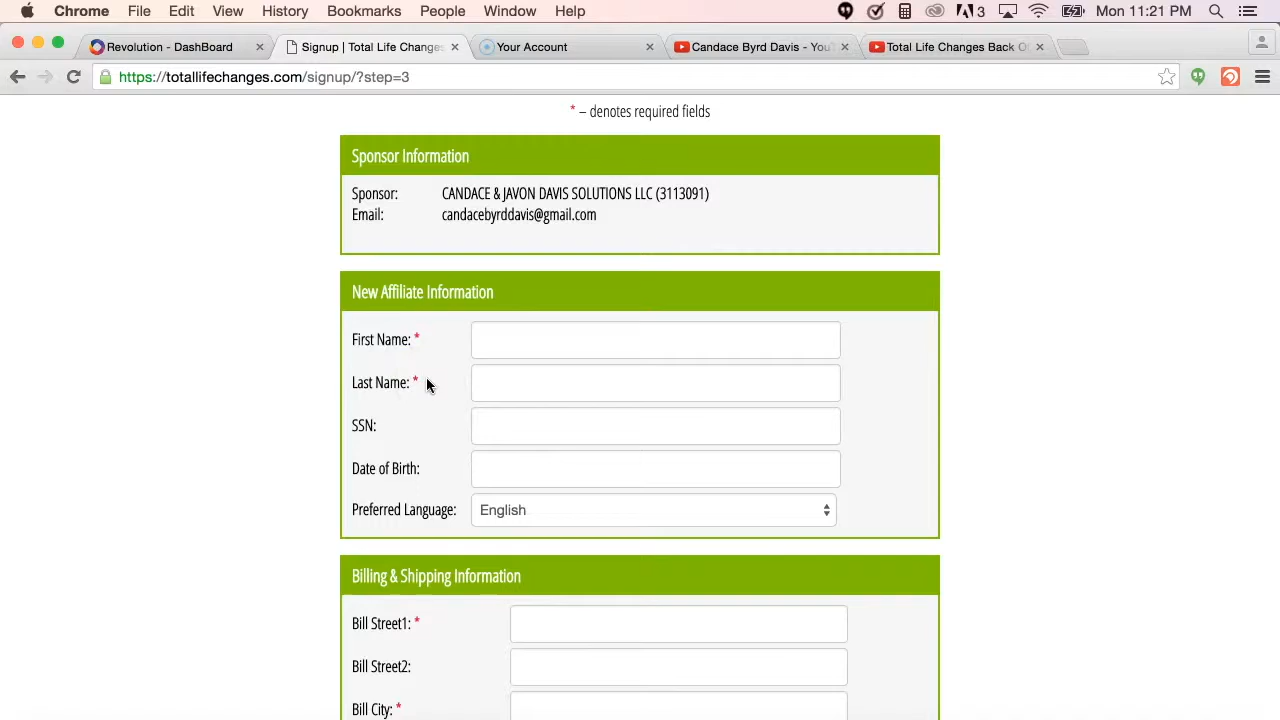 Chrome File Edit View History Bookmarks People Window Help 3 Mon 11:21 PM
Revolution - DashBoard Signup | Total Life Changes Your Account Candace Byrd Davis - You Total Life Changes Back O
https://totallifechanges.com/signup/?step=3
* – denotes required fields
Sponsor Information
Sponsor: CANDACE & JAVON DAVIS SOLUTIONS LLC (3113091)
Email: candacebyrddavis@gmail.com
New Affiliate Information
First Name: *
Last Name: *
SSN:
Date of Birth:
Preferred Language: English
Billing & Shipping Information
Bill Street1: *
Bill Street2:
Bill City: *